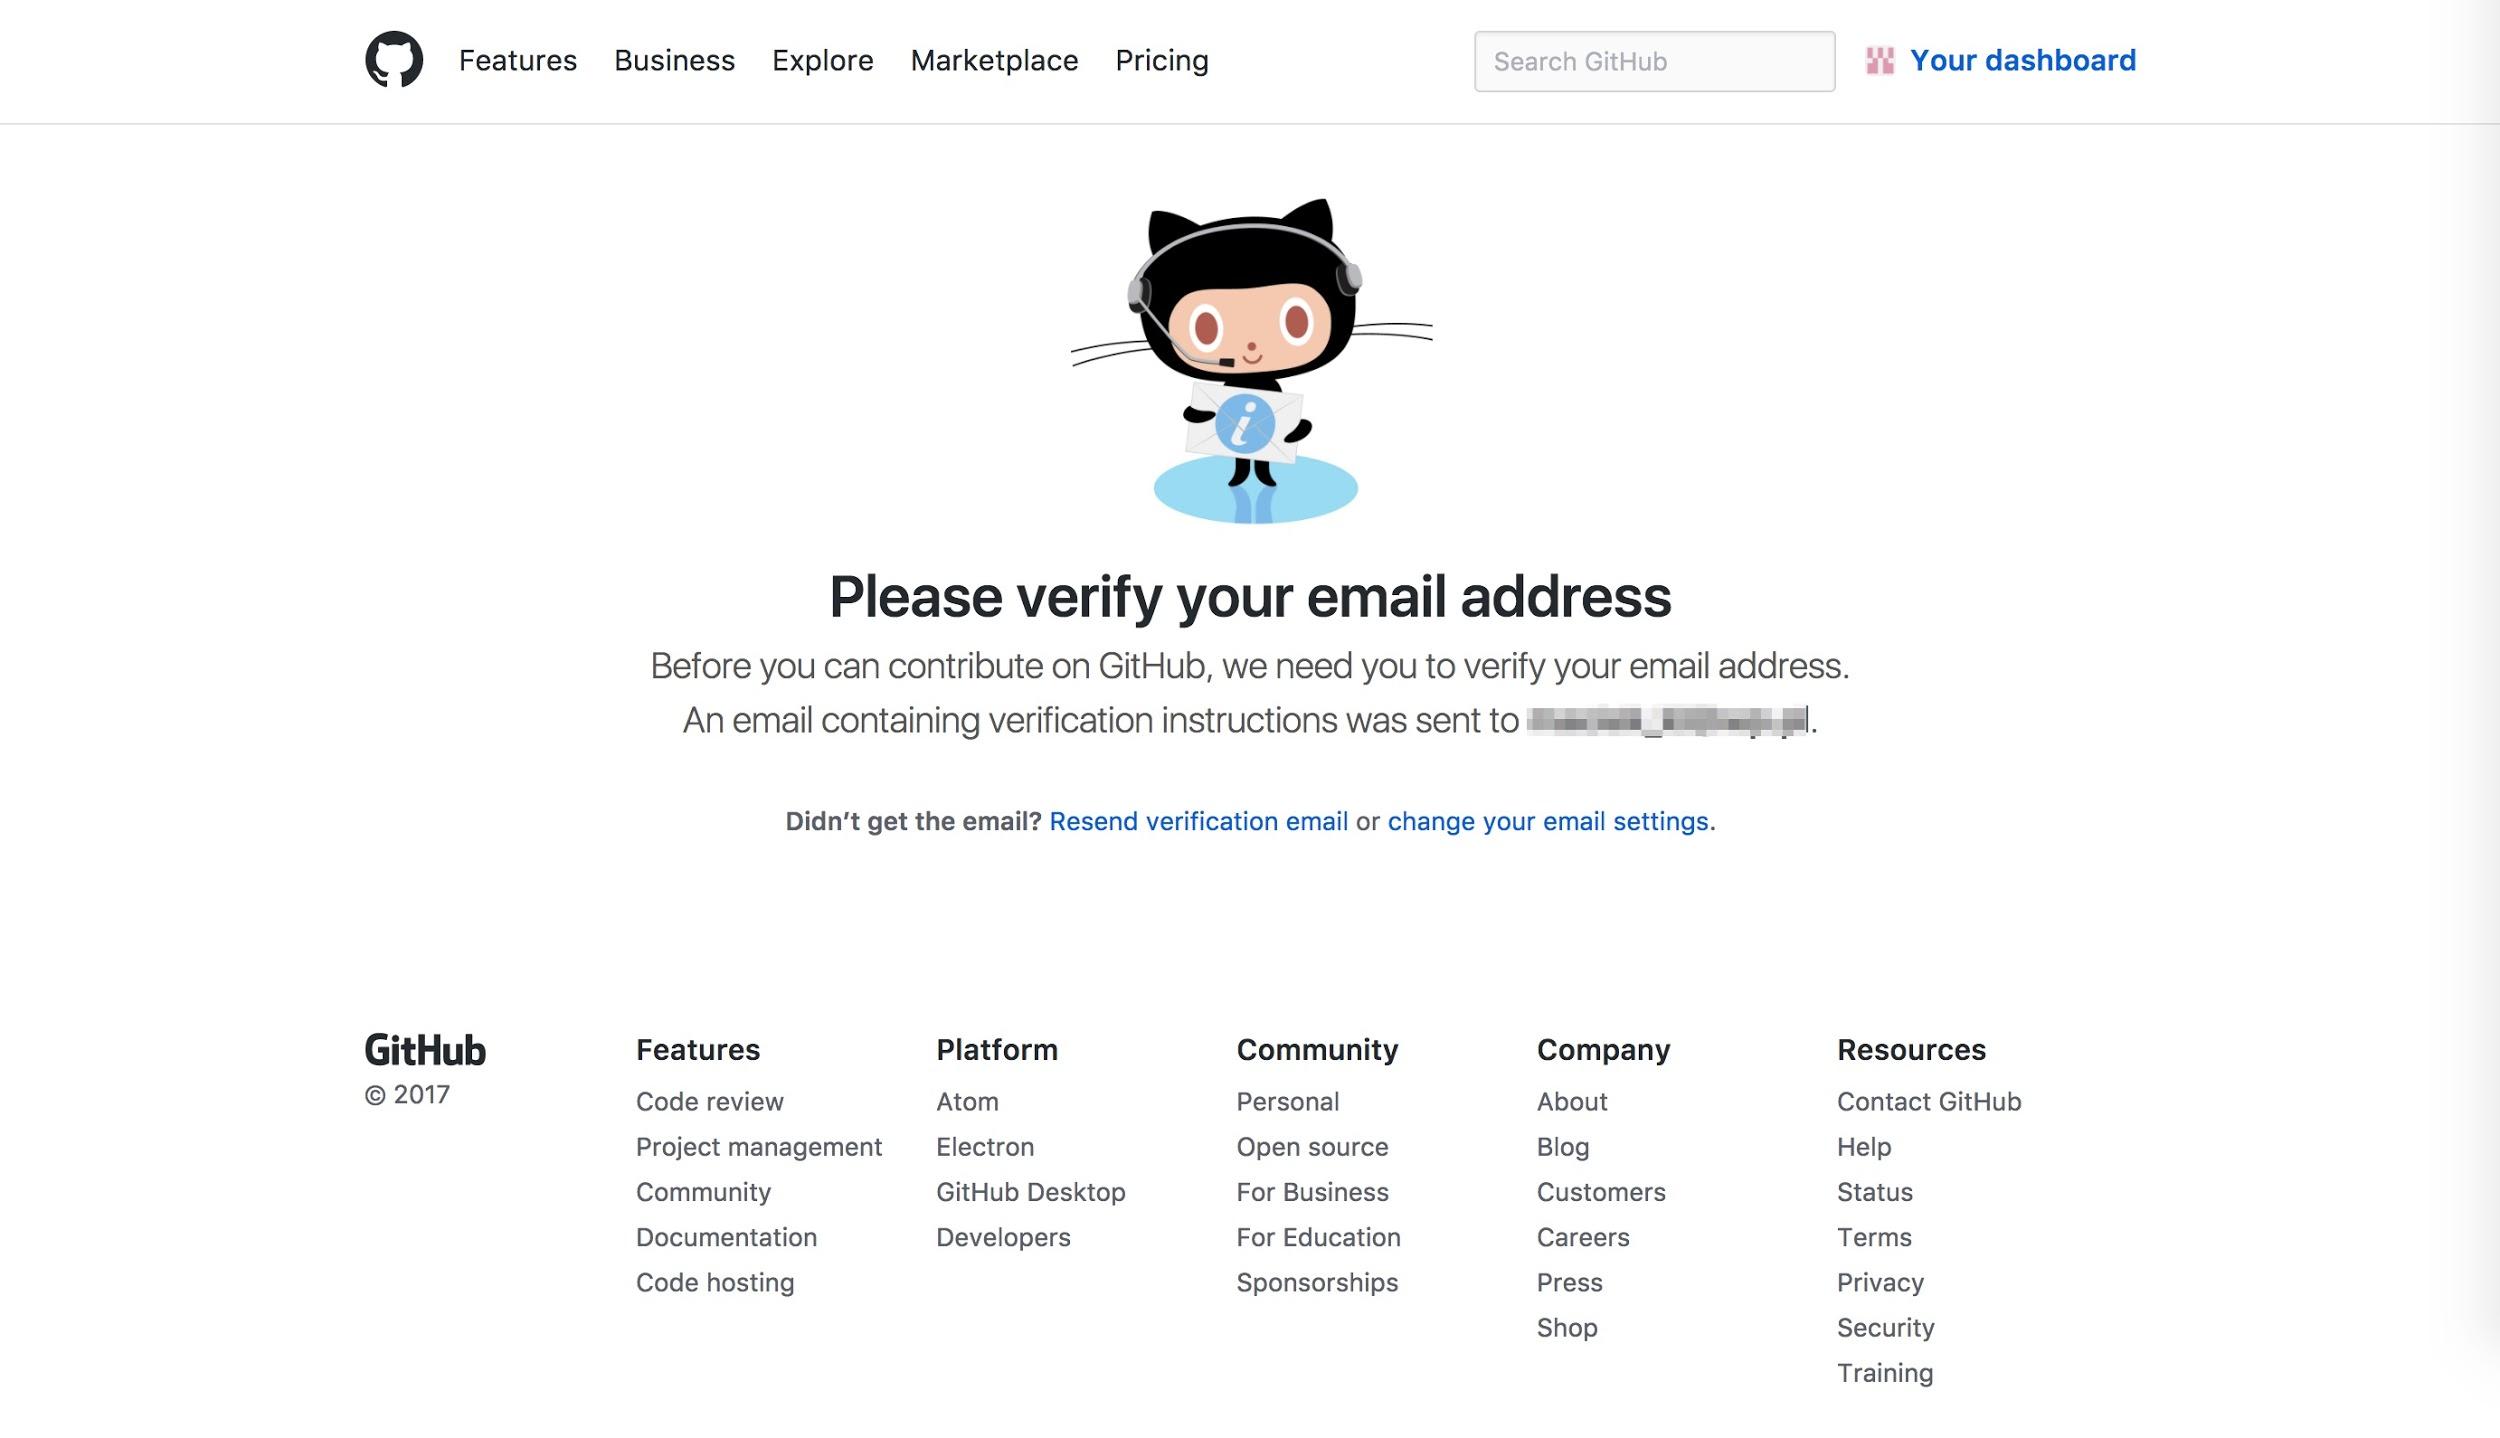 Features Business Explore Marketplace Pricing Search GitHub Your dashboard
i
Please verify your email address
Before you can contribute on GitHub, we need you to verify your email address.
An email containing verification instructions was sent to
Didn’t get the email? Resend verification email or change your email settings.
GitHub
© 2017
Features
Code review
Project management
Community
Documentation
Code hosting
Platform
Atom
Electron
GitHub Desktop
Developers
Community
Personal
Open source
For Business
For Education
Sponsorships
Company
About
Blog
Customers
Careers
Press
Shop
Resources
Contact GitHub
Help
Status
Terms
Privacy
Security
Training